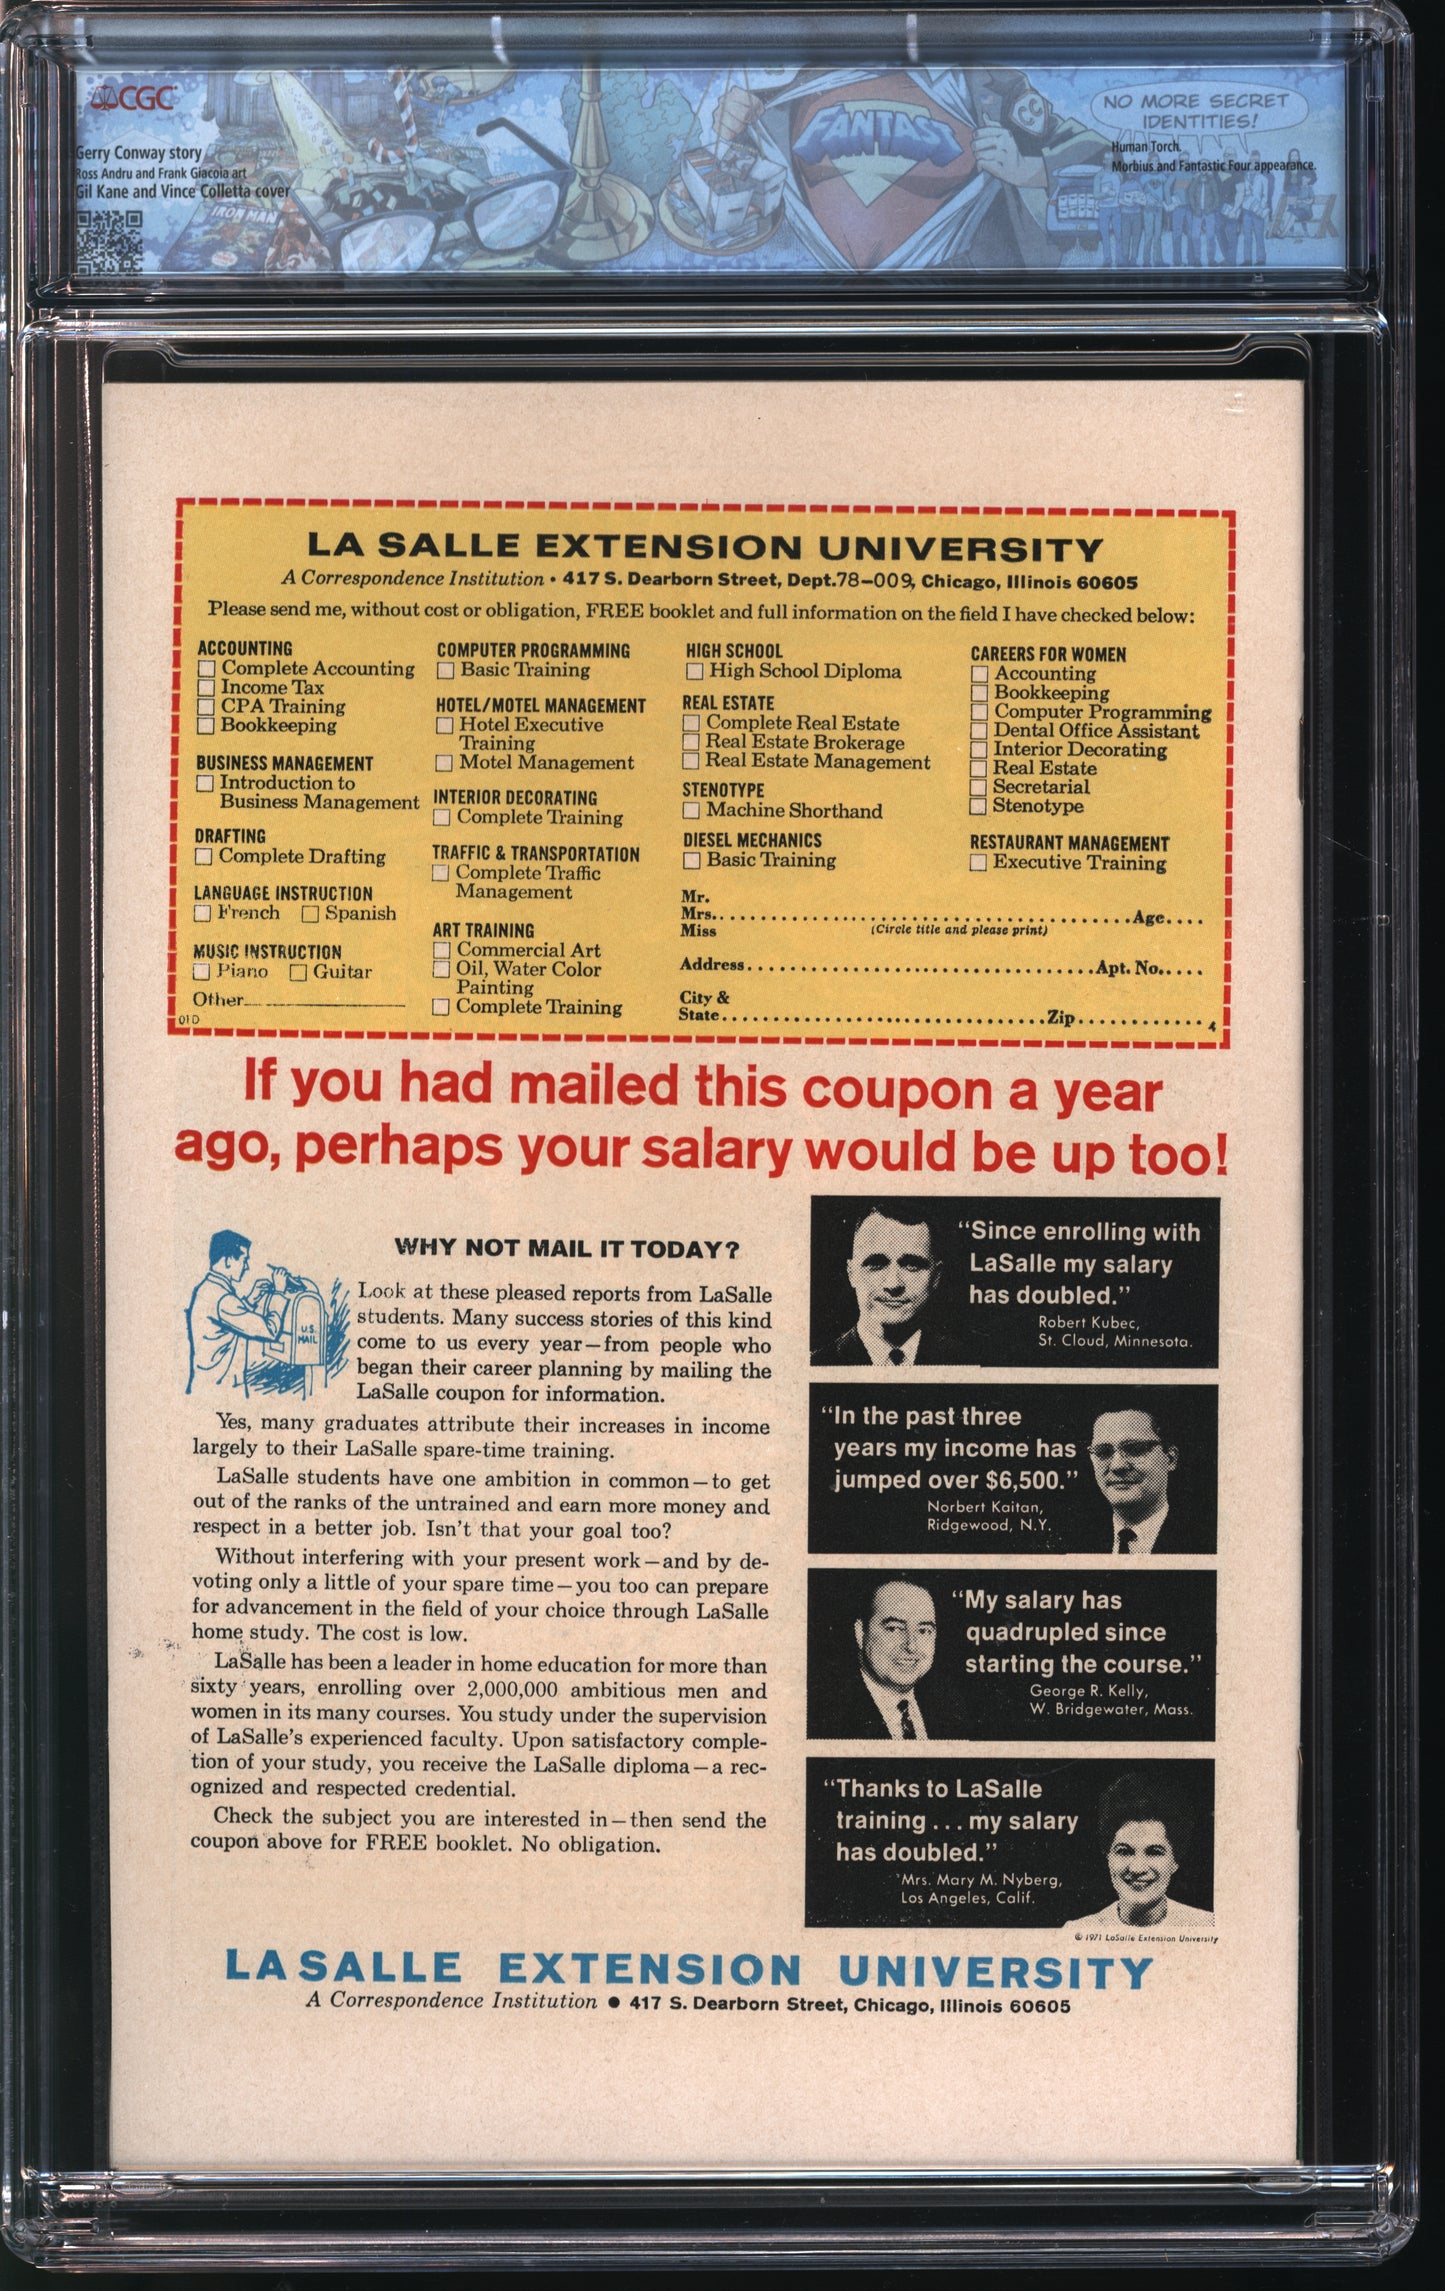 CGC
Gerry Conway story
Ross Andru and Frank Giacoia art
Gil Kane and Vince Colletta cover
IRON MAN
FANTAST
CC
NO MORE SECRET
IDENTITIES!
Human Torch.
Morbius and Fantastic Four appearance.
LA SALLE EXTENSION UNIVERSITY
A Correspondence Institution • 417 S. Dearborn Street, Dept. 78-009, Chicago, Illinois 60605
Please send me, without cost or obligation, FREE booklet and full information on the field I have checked below:
ACCOUNTING
Complete Accounting
Income Tax
CPA Training
Bookkeeping
BUSINESS MANAGEMENT
Introduction to
Business Management
DRAFTING
Complete Drafting
LANGUAGE INSTRUCTION
French Spanish
MUSIC INSTRUCTION
Piano Guitar
Other
01D
COMPUTER PROGRAMMING
Basic Training
HOTEL/MOTEL MANAGEMENT
Hotel Executive
Training
Motel Management
INTERIOR DECORATING
Complete Training
TRAFFIC & TRANSPORTATION
Complete Traffic
Management
ART TRAINING
Commercial Art
Oil, Water Color
Painting
Complete Training
HIGH SCHOOL
High School Diploma
REAL ESTATE
Complete Real Estate
Real Estate Brokerage
Real Estate Management
STENOTYPE
Machine Shorthand
DIESEL MECHANICS
Basic Training
CAREERS FOR WOMEN
Accounting
Bookkeeping
Computer Programming
Dental Office Assistant
Interior Decorating
Real Estate
Secretarial
Stenotype
RESTAURANT MANAGEMENT
Executive Training
Mr.
Mrs. Age
Miss (Circle title and please print)
Address Apt. No.
City &
State Zip
4
If you had mailed this coupon a year
ago, perhaps your salary would be up too!
U.S.
MAIL
WHY NOT MAIL IT TODAY?
Look at these pleased reports from LaSalle
students. Many success stories of this kind
come to us every year—from people who
began their career planning by mailing the
LaSalle coupon for information.
Yes, many graduates attribute their increases in income
largely to their LaSalle spare-time training.
LaSalle students have one ambition in common—to get
out of the ranks of the untrained and earn more money and
respect in a better job. Isn't that your goal too?
Without interfering with your present work—and by de-
voting only a little of your spare time—you too can prepare
for advancement in the field of your choice through LaSalle
home study. The cost is low.
LaSalle has been a leader in home education for more than
sixty years, enrolling over 2,000,000 ambitious men and
women in its many courses. You study under the supervision
of LaSalle's experienced faculty. Upon satisfactory comple-
tion of your study, you receive the LaSalle diploma—a rec-
ognized and respected credential.
Check the subject you are interested in—then send the
coupon above for FREE booklet. No obligation.
"Since enrolling with
LaSalle my salary
has doubled."
Robert Kubec,
St. Cloud, Minnesota.
"In the past three
years my income has
jumped over $6,500."
Norbert Kaitan,
Ridgewood, N.Y.
"My salary has
quadrupled since
starting the course."
George R. Kelly,
W. Bridgewater, Mass.
"Thanks to LaSalle
training . . . my salary
has doubled."
Mrs. Mary M. Nyberg,
Los Angeles, Calif.
© 1971 LaSalle Extension University
LASALLE EXTENSION UNIVERSITY
A Correspondence Institution • 417 S. Dearborn Street, Chicago, Illinois 60605